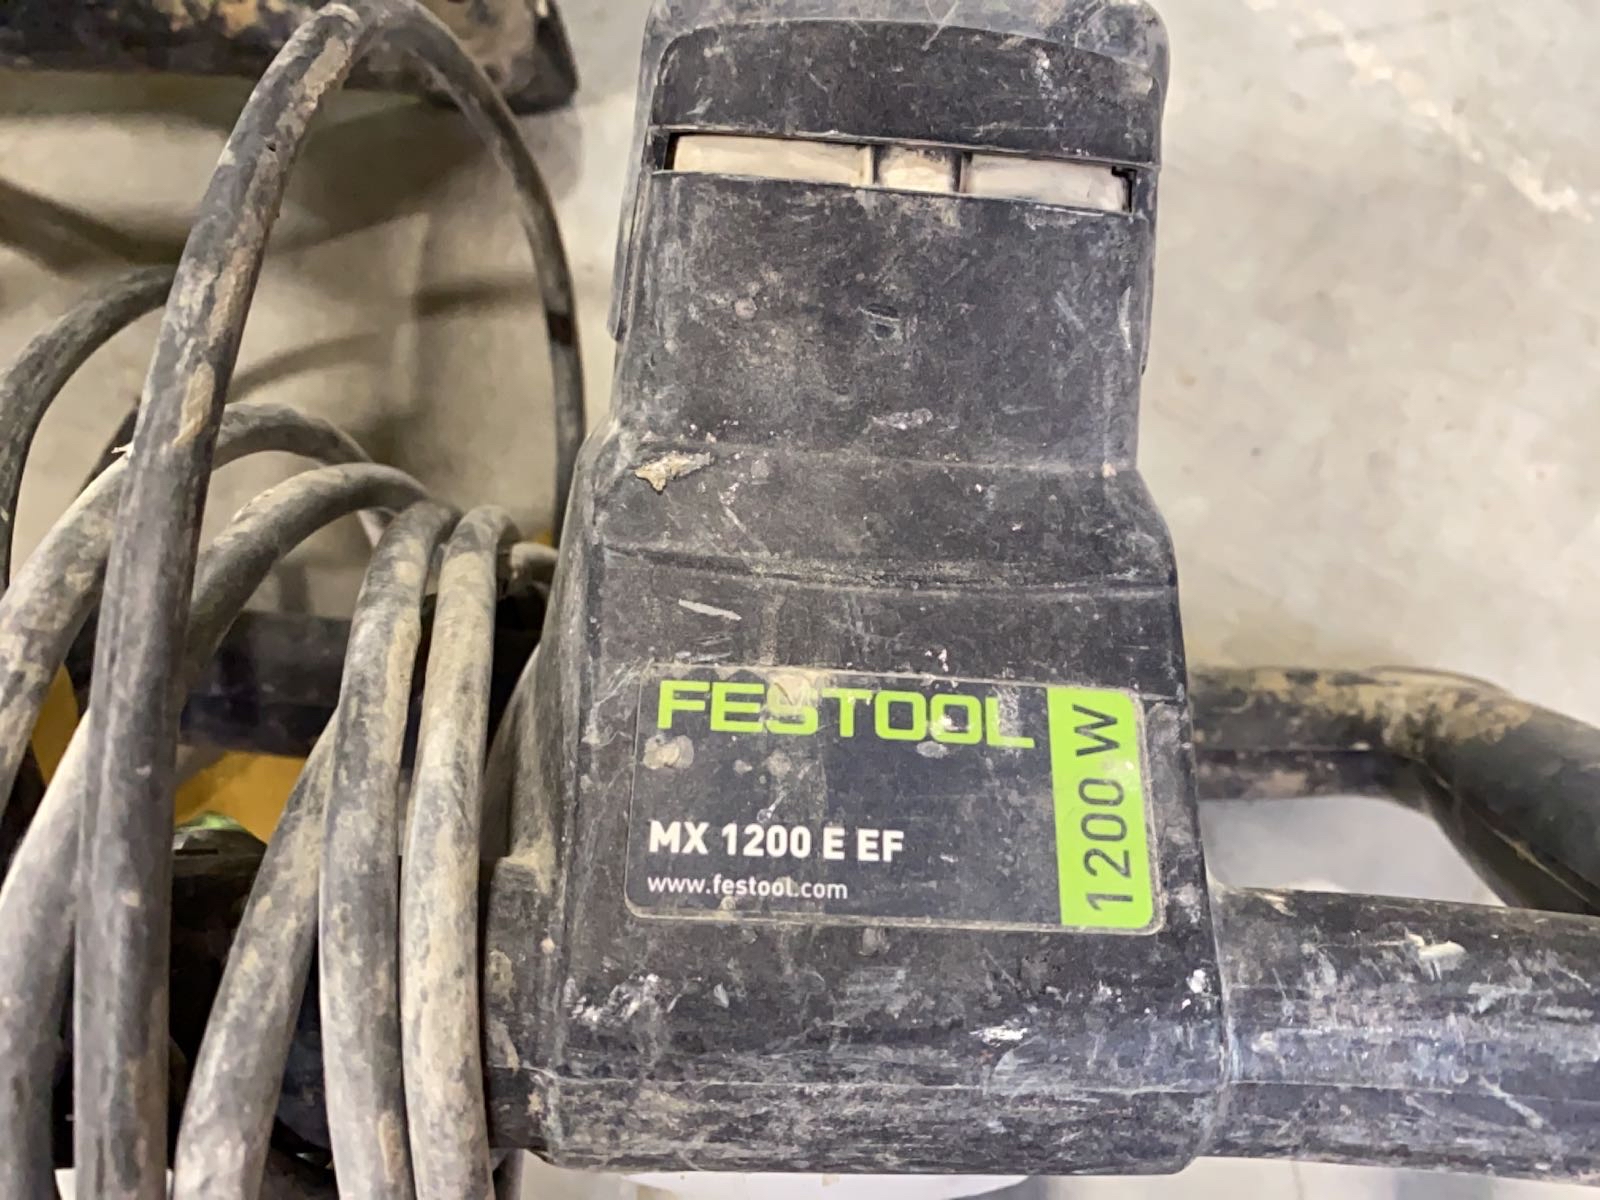 FESTOOL
MX 1200 E EF
www.festool.com
1200 W